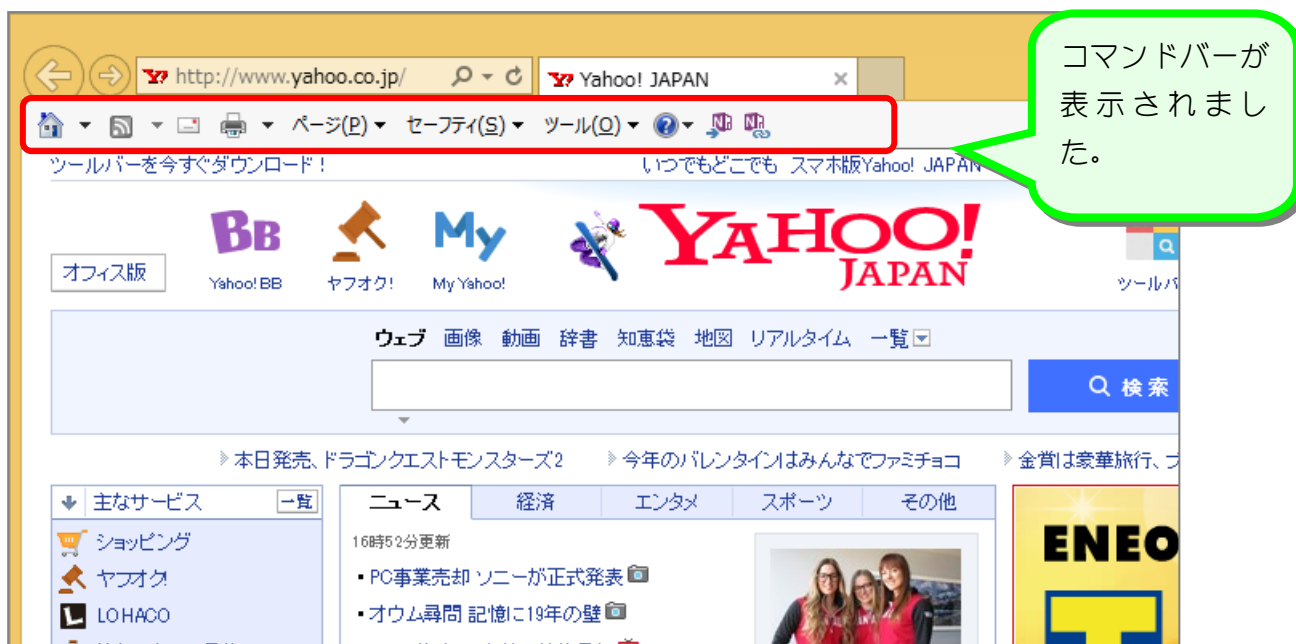 コマンドバーが
表示されまし
た。
http://www.yahoo.co.jp/
Yahoo! JAPAN
ページ(P) セーフティ(S) ツール(O)
ツールバーを今すぐダウンロード!
いつでもどこでも スマホ版Yahoo! JAPAN
BB
My
YAHOO!
JAPAN
オフィス版
Yahoo! BB
ヤフオク!
My Yahoo!
ツールバ
ウェブ 画像 動画 辞書 知恵袋 地図 リアルタイム 一覧
検索
本日発売、ドラゴンクエストモンスターズ2
今年のバレンタインはみんなでファミチョコ
金賞は豪華旅行、
主なサービス 一覧
ニュース 経済 エンタメ スポーツ その他
ショッピング
ヤフオク!
LOHACO
16時52分更新
PC事業売却 ソニーが正式発表
オウム尋問 記憶に19年の壁
ENEO